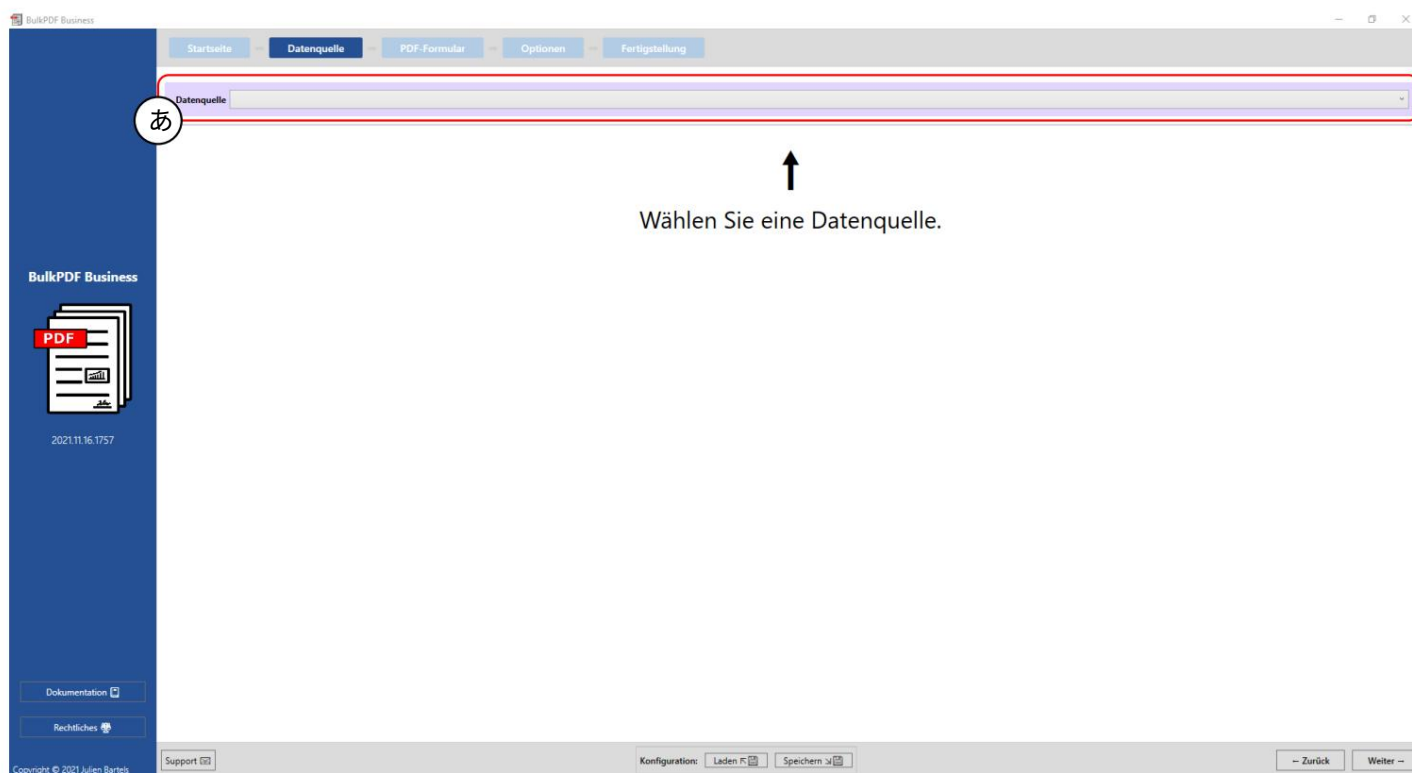 BulkPDF Business
Startseite Datenquelle PDF-Formular Optionen Fertigstellung
Datenquelle
あ
Wählen Sie eine Datenquelle.
BulkPDF Business
PDF
2021.11.16.1757
Dokumentation
Rechtliches
Copyright © 2021 Julien Bartels
Support
Konfiguration: Laden Speichern
Zurück Weiter